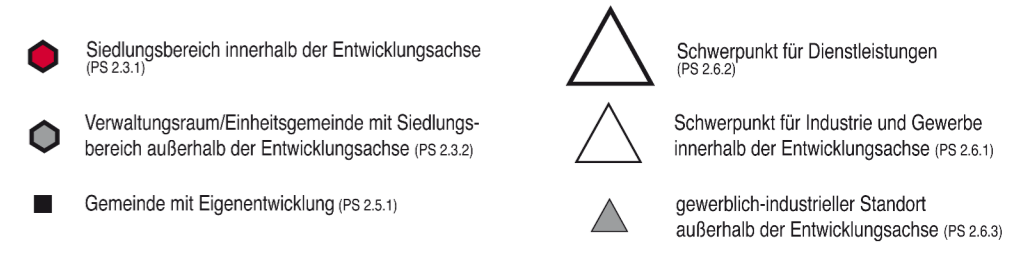 Siedlungsbereich innerhalb der Entwicklungsachse
(PS 2.3.1)
Verwaltungsraum/Einheitsgemeinde mit Siedlungs-
bereich außerhalb der Entwicklungsachse (PS 2.3.2)
Gemeinde mit Eigenentwicklung (PS 2.5.1)
Schwerpunkt für Dienstleistungen
(PS 2.6.2)
Schwerpunkt für Industrie und Gewerbe
innerhalb der Entwicklungsachse (PS 2.6.1)
gewerblich-industrieller Standort
außerhalb der Entwicklungsachse (PS 2.6.3)